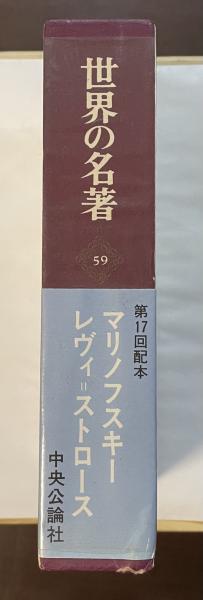 世界の名著
59
第17回配本
マリノフスキー
レヴィ=ストロース
中央公論社